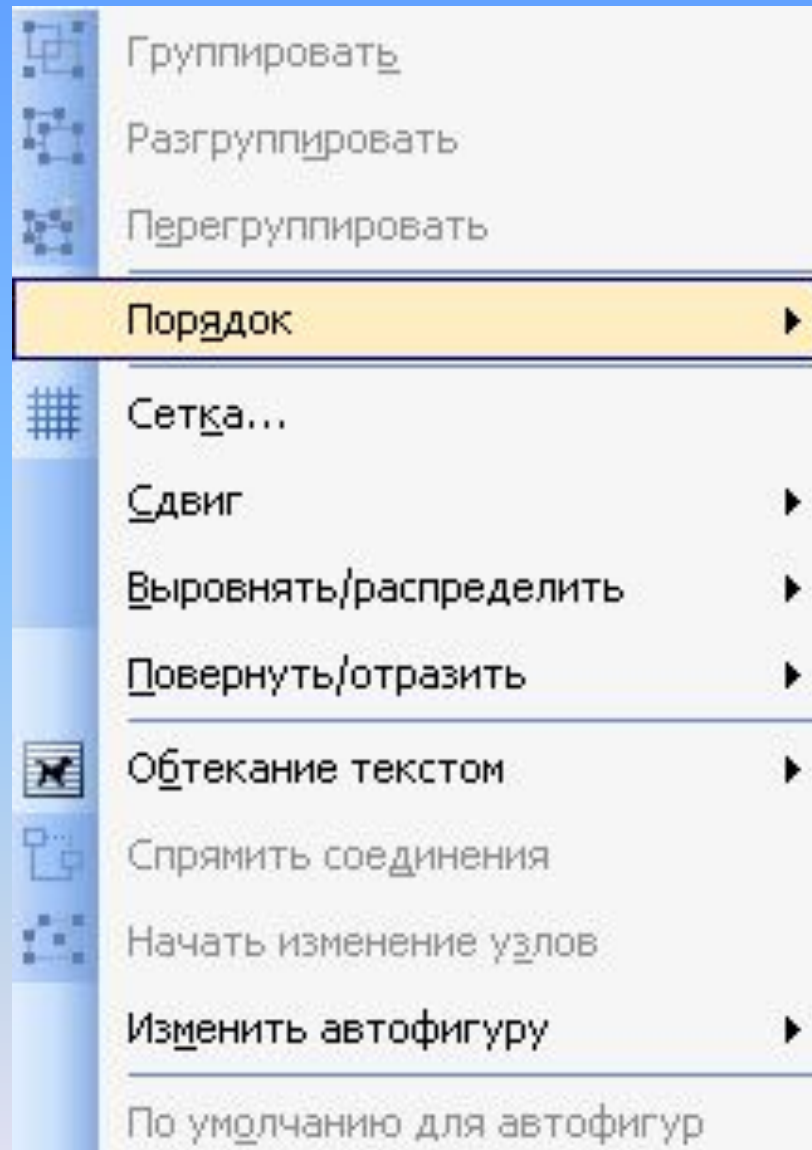 Группировать
Разгруппировать
Перегруппировать
Порядок
Сетка...
Сдвиг
Выровнять/распределить
Повернуть/отразить
Обтекание текстом
Спрямить соединения
Начать изменение узлов
Изменить автофигуру
По умолчанию для автофигур